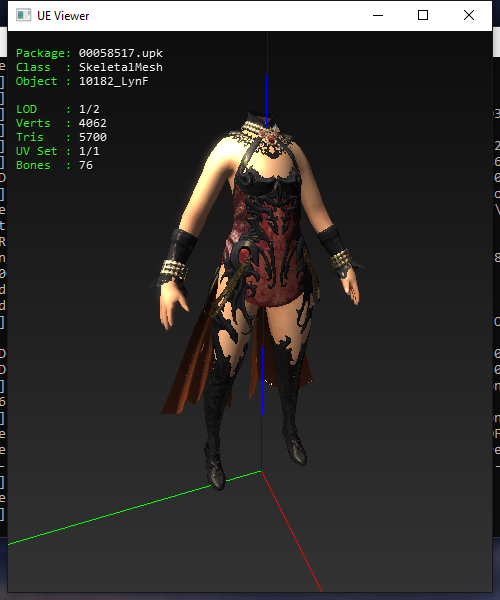 UE Viewer
Package: 00058517.upk
Class  : SkeletalMesh
Object : 10182_LynF
LOD    : 1/2
Verts  : 4062
Tris   : 5700
UV Set : 1/1
Bones  : 76